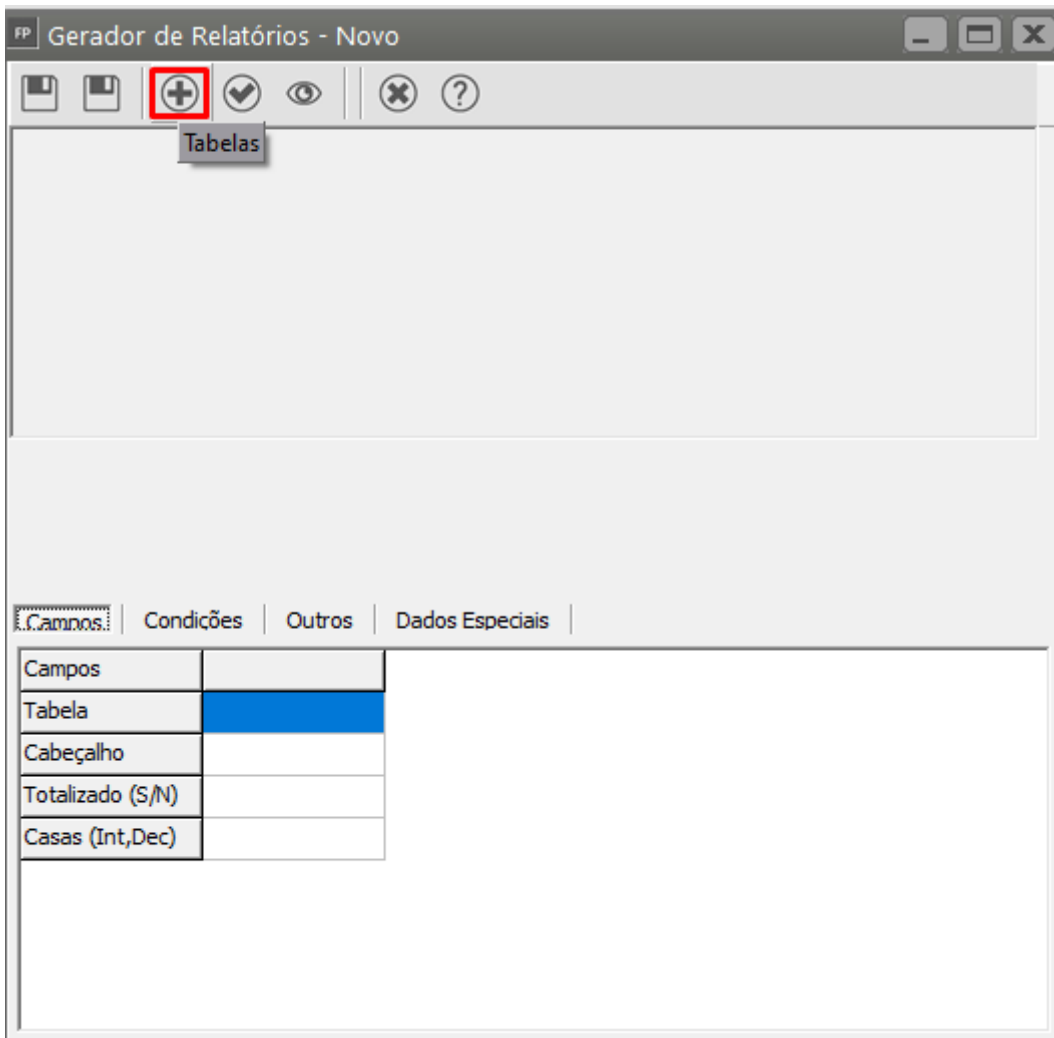 FP Gerador de Relatórios - Novo
Tabelas
Campos Condições Outros Dados Especiais
Campos
Tabela
Cabeçalho
Totalizado (S/N)
Casas (Int,Dec)